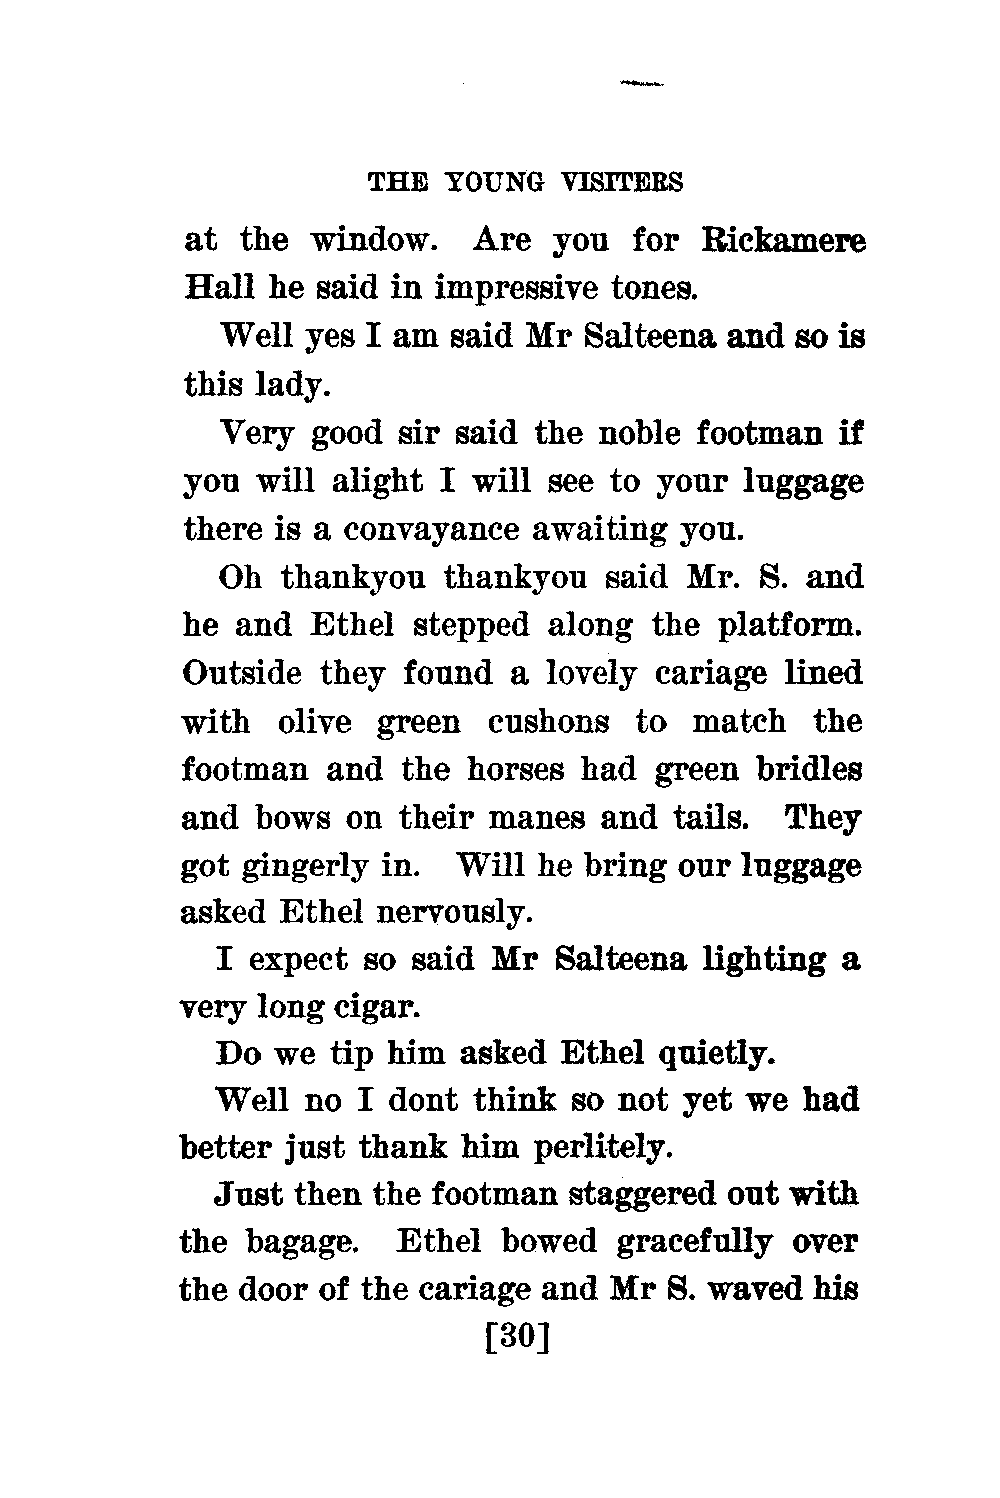 THE YOUNG VISITERS
at the window. Are you for Rickamere
Hall he said in impressive tones.
Well yes I am said Mr Salteena and so is
this lady.
Very good sir said the noble footman if
you will alight I will see to your luggage
there is a convayance awaiting you.
Oh thankyou thankyou said Mr. S. and
he and Ethel stepped along the platform.
Outside they found a lovely cariage lined
with olive green cushons to match the
footman and the horses had green bridles
and bows on their manes and tails. They
got gingerly in. Will he bring our luggage
asked Ethel nervously.
I expect so said Mr Salteena lighting a
very long cigar.
Do we tip him asked Ethel quietly.
Well no I dont think so not yet we had
better just thank him perlitely.
Just then the footman staggered out with
the bagage. Ethel bowed gracefully over
the door of the cariage and Mr S. waved his
[30]